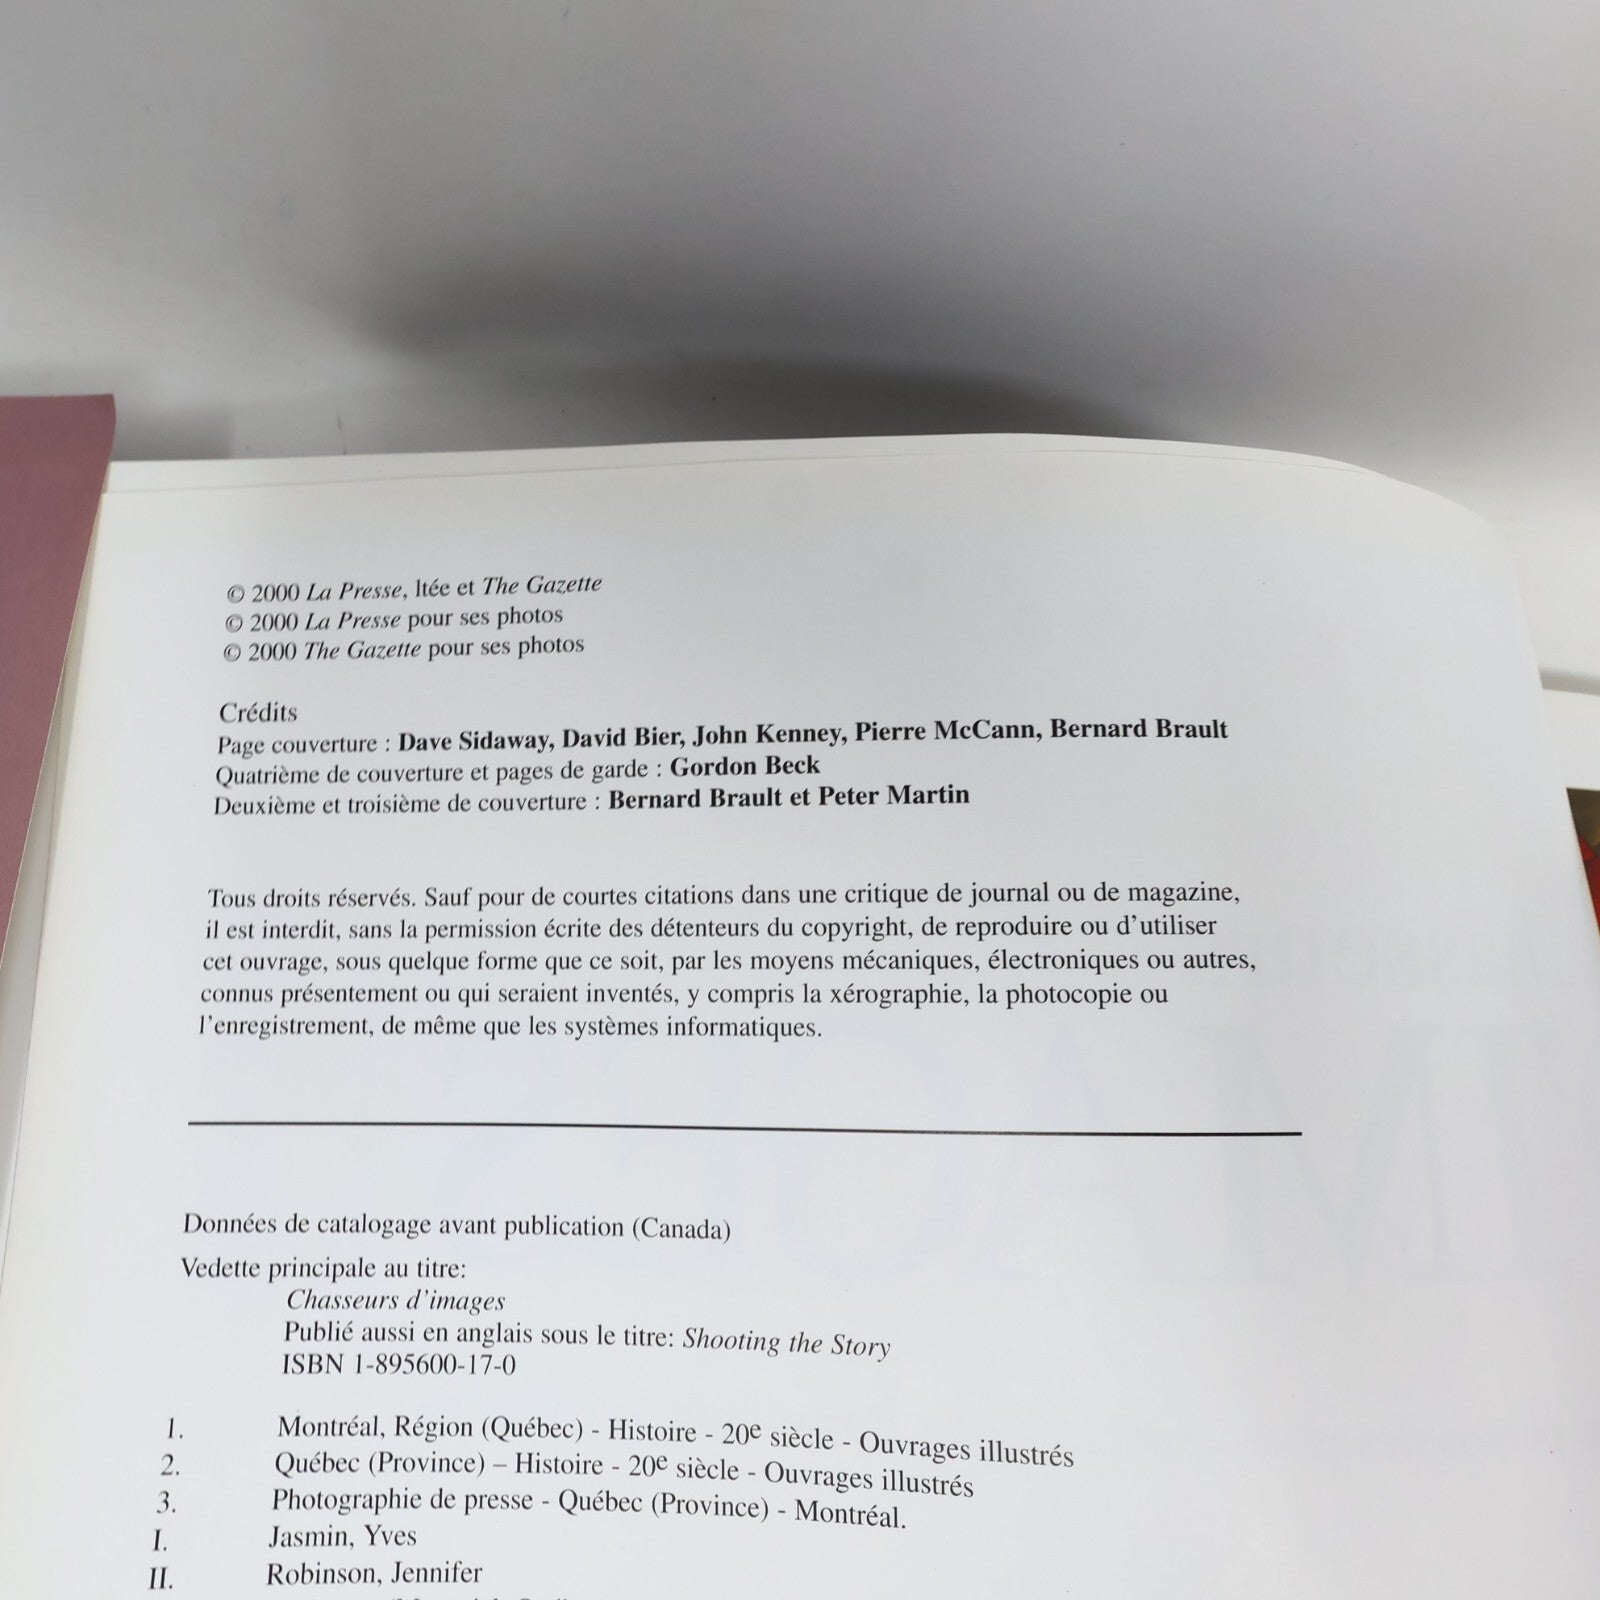 © 2000 La Presse, ltée et The Gazette
© 2000 La Presse pour ses photos
© 2000 The Gazette pour ses photos
Crédits
Page couverture : Dave Sidaway, David Bier, John Kenney, Pierre McCann, Bernard Brault
Quatrième de couverture et pages de garde : Gordon Beck
Deuxième et troisième de couverture : Bernard Brault et Peter Martin
Tous droits réservés. Sauf pour de courtes citations dans une critique de journal ou de magazine,
il est interdit, sans la permission écrite des détenteurs du copyright, de reproduire ou d'utiliser
cet ouvrage, sous quelque forme que ce soit, par les moyens mécaniques, électroniques ou autres,
connus présentement ou qui seraient inventés, y compris la xérographie, la photocopie ou
l'enregistrement, de même que les systèmes informatiques.
Données de catalogage avant publication (Canada)
Vedette principale au titre:
Chasseurs d'images
Publié aussi en anglais sous le titre: Shooting the Story
ISBN 1-895600-17-0
1. Montréal, Région (Québec) - Histoire - 20e siècle - Ouvrages illustrés
2. Québec (Province) – Histoire - 20e siècle - Ouvrages illustrés
3. Photographie de presse - Québec (Province) - Montréal.
I. Jasmin, Yves
II. Robinson, Jennifer